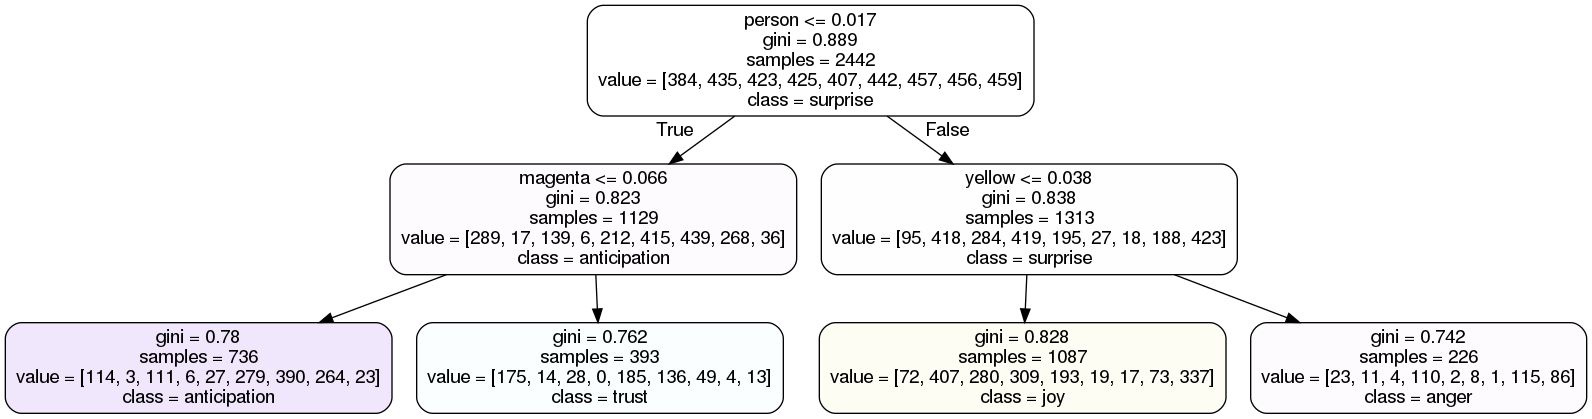 person <= 0.017
gini = 0.889
samples = 2442
value = [384, 435, 423, 425, 407, 442, 457, 456, 459]
class = surprise
True
False
magenta <= 0.066
gini = 0.823
samples = 1129
value = [289, 17, 139, 6, 212, 415, 439, 268, 36]
class = anticipation
yellow <= 0.038
gini = 0.838
samples = 1313
value = [95, 418, 284, 419, 195, 27, 18, 188, 423]
class = surprise
gini = 0.78
samples = 736
value = [114, 3, 111, 6, 27, 279, 390, 264, 23]
class = anticipation
gini = 0.762
samples = 393
value = [175, 14, 28, 0, 185, 136, 49, 4, 13]
class = trust
gini = 0.828
samples = 1087
value = [72, 407, 280, 309, 193, 19, 17, 73, 337]
class = joy
gini = 0.742
samples = 226
value = [23, 11, 4, 110, 2, 8, 1, 115, 86]
class = anger